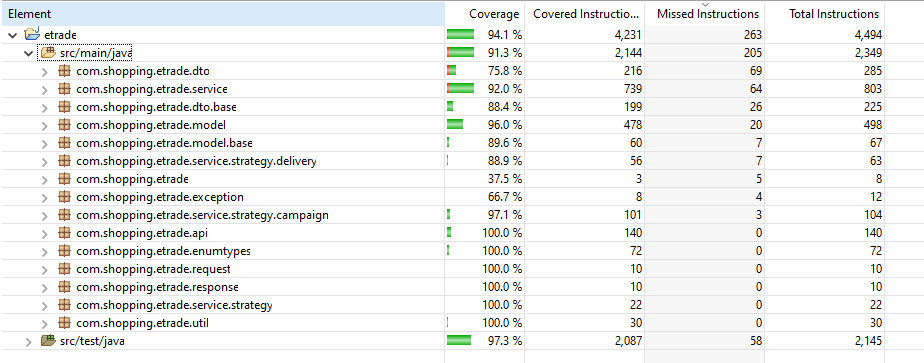 Element Coverage Covered Instructio... Missed Instructions Total Instructions
etrade 94.1 % 4,231 263 4,494
src/main/java 91.3 % 2,144 205 2,349
com.shopping.etrade.dto 75.8 % 216 69 285
com.shopping.etrade.service 92.0 % 739 64 803
com.shopping.etrade.dto.base 88.4 % 199 26 225
com.shopping.etrade.model 96.0 % 478 20 498
com.shopping.etrade.model.base 89.6 % 60 7 67
com.shopping.etrade.service.strategy.delivery 88.9 % 56 7 63
com.shopping.etrade 37.5 % 3 5 8
com.shopping.etrade.exception 66.7 % 8 4 12
com.shopping.etrade.service.strategy.campaign 97.1 % 101 3 104
com.shopping.etrade.api 100.0 % 140 0 140
com.shopping.etrade.enumtypes 100.0 % 72 0 72
com.shopping.etrade.request 100.0 % 10 0 10
com.shopping.etrade.response 100.0 % 10 0 10
com.shopping.etrade.service.strategy 100.0 % 22 0 22
com.shopping.etrade.util 100.0 % 30 0 30
src/test/java 97.3 % 2,087 58 2,145